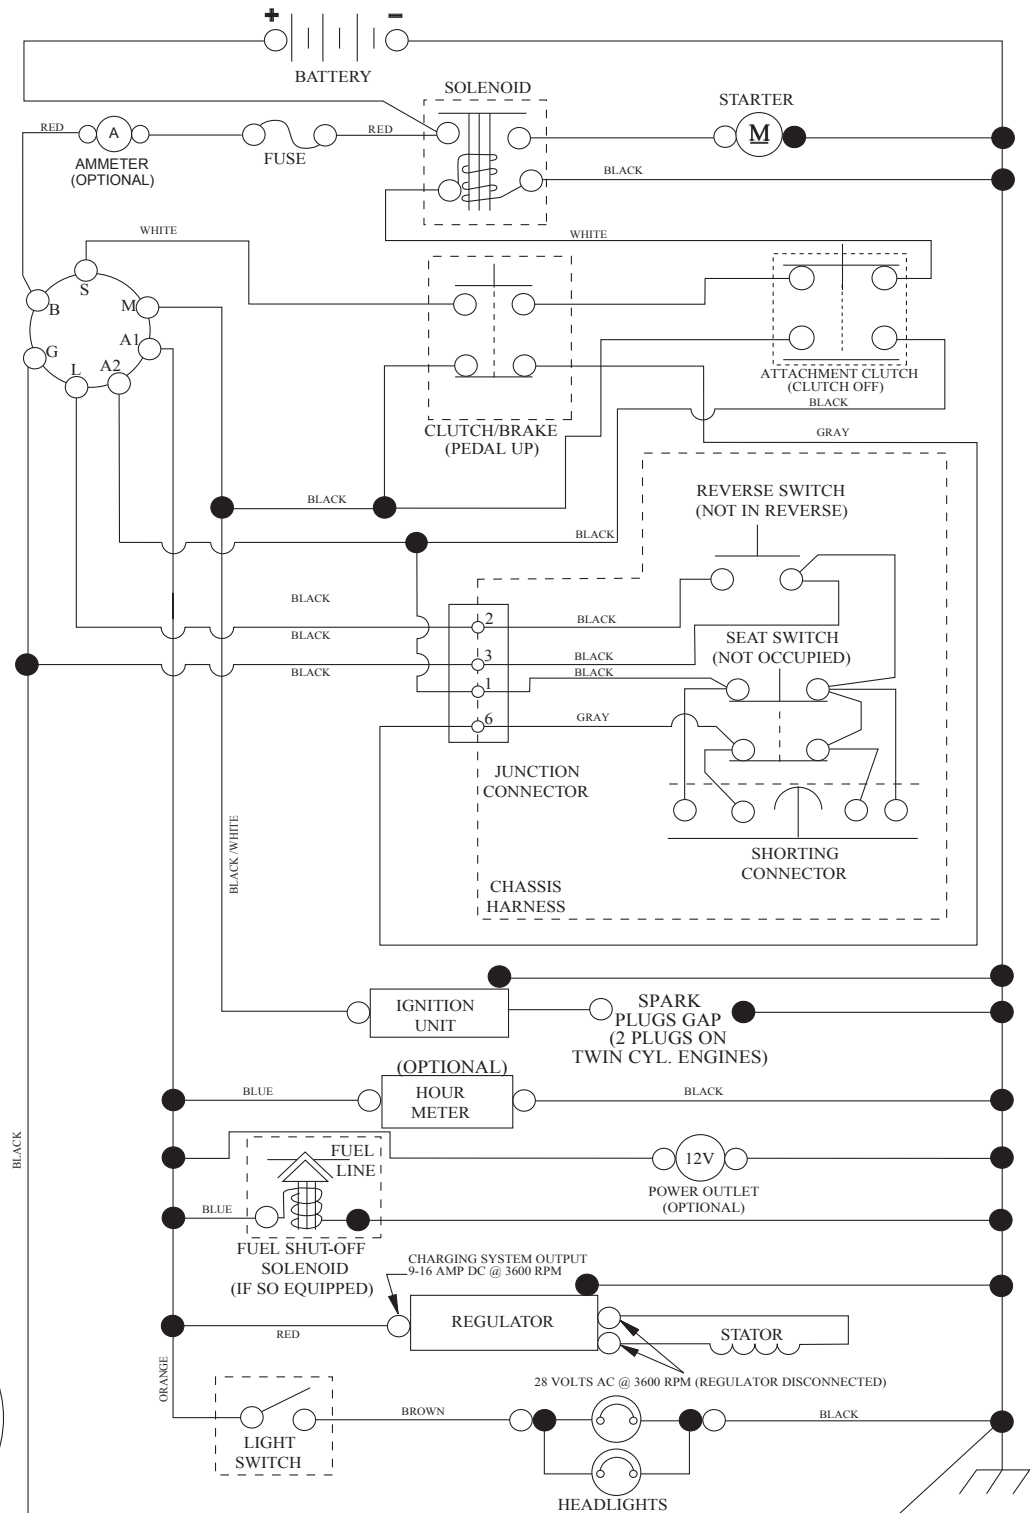 + −
BATTERY
SOLENOID
STARTER
RED
A
RED
M
FUSE
AMMETER
(OPTIONAL)
BLACK
WHITE
WHITE
S
B
M
A1
G
L
A2
ATTACHMENT CLUTCH
(CLUTCH OFF)
BLACK
CLUTCH/BRAKE
(PEDAL UP)
GRAY
REVERSE SWITCH
(NOT IN REVERSE)
BLACK
BLACK
BLACK
2
BLACK
BLACK
SEAT SWITCH
(NOT OCCUPIED)
3
BLACK
BLACK
BLACK
1
6
GRAY
JUNCTION
CONNECTOR
BLACK /WHITE
SHORTING
CONNECTOR
CHASSIS
HARNESS
IGNITION
UNIT
SPARK
PLUGS GAP
(2 PLUGS ON
TWIN CYL. ENGINES)
(OPTIONAL)
BLUE
HOUR
METER
BLACK
BLACK
FUEL
LINE
12V
POWER OUTLET
(OPTIONAL)
BLUE
FUEL SHUT-OFF
SOLENOID
(IF SO EQUIPPED)
CHARGING SYSTEM OUTPUT
9-16 AMP DC @ 3600 RPM
REGULATOR
RED
STATOR
28 VOLTS AC @ 3600 RPM (REGULATOR DISCONNECTED)
ORANGE
BROWN
BLACK
LIGHT
SWITCH
HEADLIGHTS